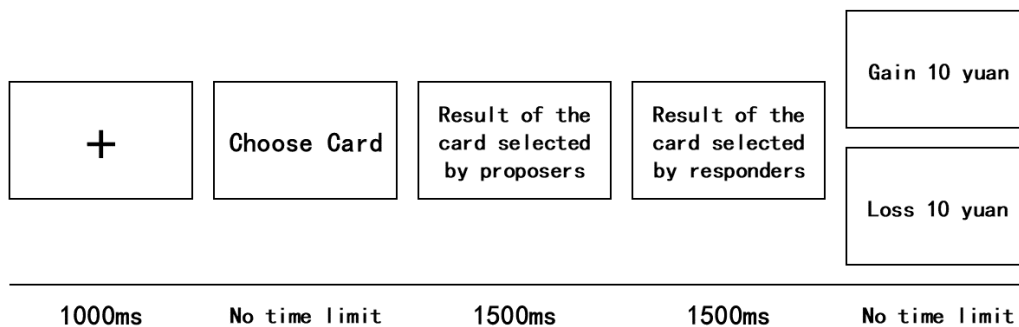 +
Choose Card
Result of the
card selected
by proposers
Result of the
card selected
by responders
Gain 10 yuan
Loss 10 yuan
1000ms
No time limit
1500ms
1500ms
No time limit